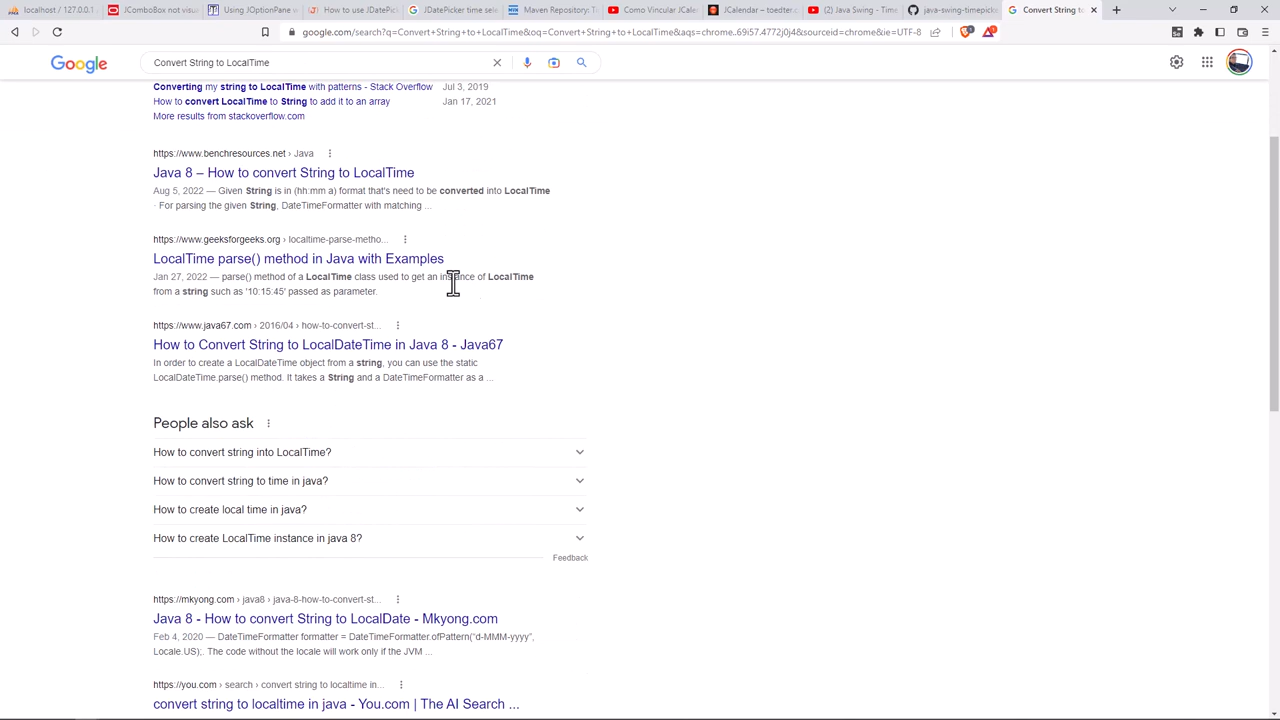 localhost / 127.0.0.1
JComboBox not visu
Using JOptionPane
How to use JDatePic
JDatePicker time sele
Maven Repository: T
Como Vincular JCale
JCalendar – toedter.c
(2) Java Swing - Time
java-swing-timepick
Convert String to
google.com/search?q=Convert+String+to+LocalTime&oq=Convert+String+to+LocalTime&aqs=chrome..69i57.4772j0j4&sourceid=chrome&ie=UTF-8
Google
Convert String to LocalTime
Converting my string to LocalTime with patterns - Stack Overflow Jul 3, 2019
How to convert LocalTime to String to add it to an array Jan 17, 2021
More results from stackoverflow.com
https://www.benchresources.net › Java
Java 8 – How to convert String to LocalTime
Aug 5, 2022 — Given String is in (hh:mm a) format that's need to be converted into LocalTime
· For parsing the given String, DateTimeFormatter with matching ...
https://www.geeksforgeeks.org › localtime-parse-metho...
LocalTime parse() method in Java with Examples
Jan 27, 2022 — parse() method of a LocalTime class used to get an instance of LocalTime
from a string such as '10:15:45' passed as parameter.
https://www.java67.com › 2016/04 › how-to-convert-st...
How to Convert String to LocalDateTime in Java 8 - Java67
In order to create a LocalDateTime object from a string, you can use the static
LocalDateTime.parse() method. It takes a String and a DateTimeFormatter as a ...
People also ask
How to convert string into LocalTime?
How to convert string to time in java?
How to create local time in java?
How to create LocalTime instance in java 8?
Feedback
https://mkyong.com › java8 › java-8-how-to-convert-st...
Java 8 - How to convert String to LocalDate - Mkyong.com
Feb 4, 2020 — DateTimeFormatter formatter = DateTimeFormatter.ofPattern("d-MMM-yyyy",
Locale.US);. The code without the locale will work only if the JVM ...
https://you.com › search › convert string to localtime in...
convert string to localtime in java - You.com | The AI Search ...